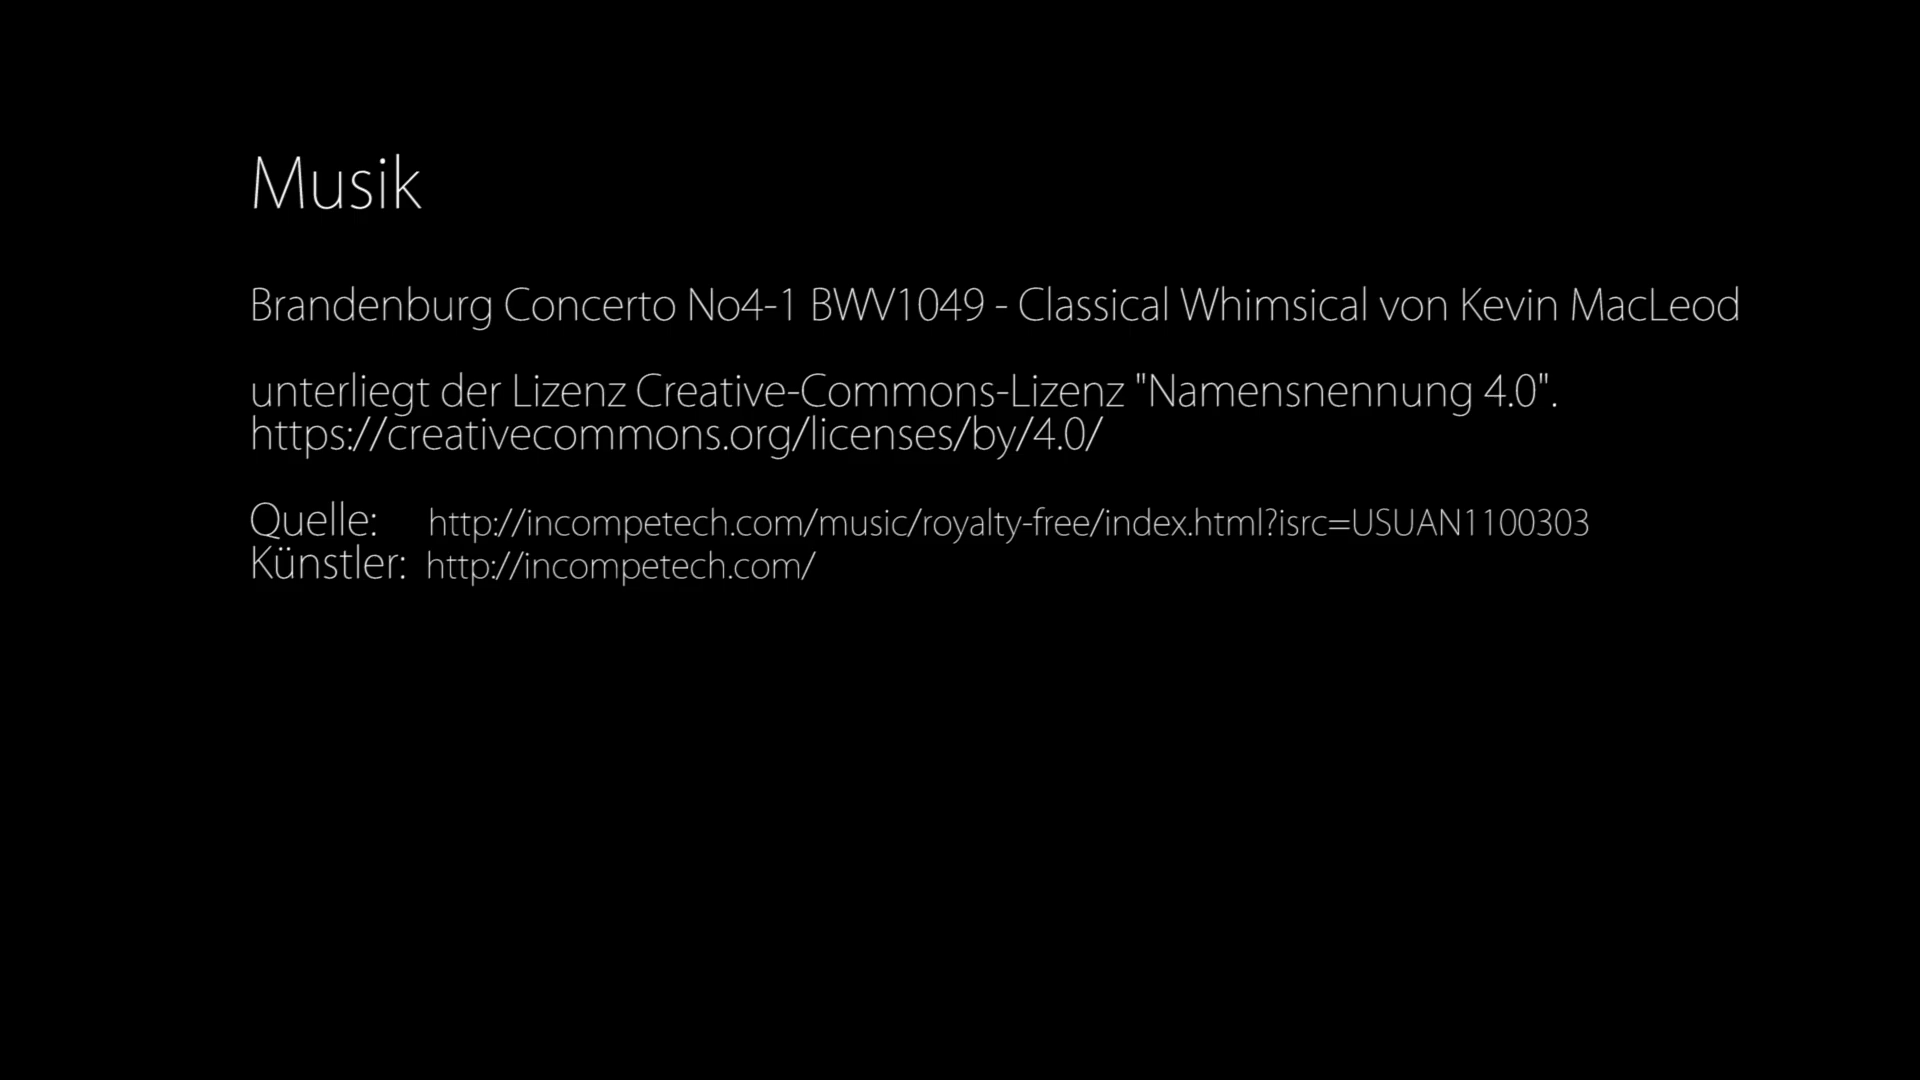 Musik
Brandenburg Concerto No4-1 BWV1049 - Classical Whimsical von Kevin MacLeod
unterliegt der Lizenz Creative-Commons-Lizenz "Namensnennung 4.0".
https://creativecommons.org/licenses/by/4.0/
Quelle: http://incompetech.com/music/royalty-free/index.html?isrc=USUAN1100303
Künstler: http://incompetech.com/